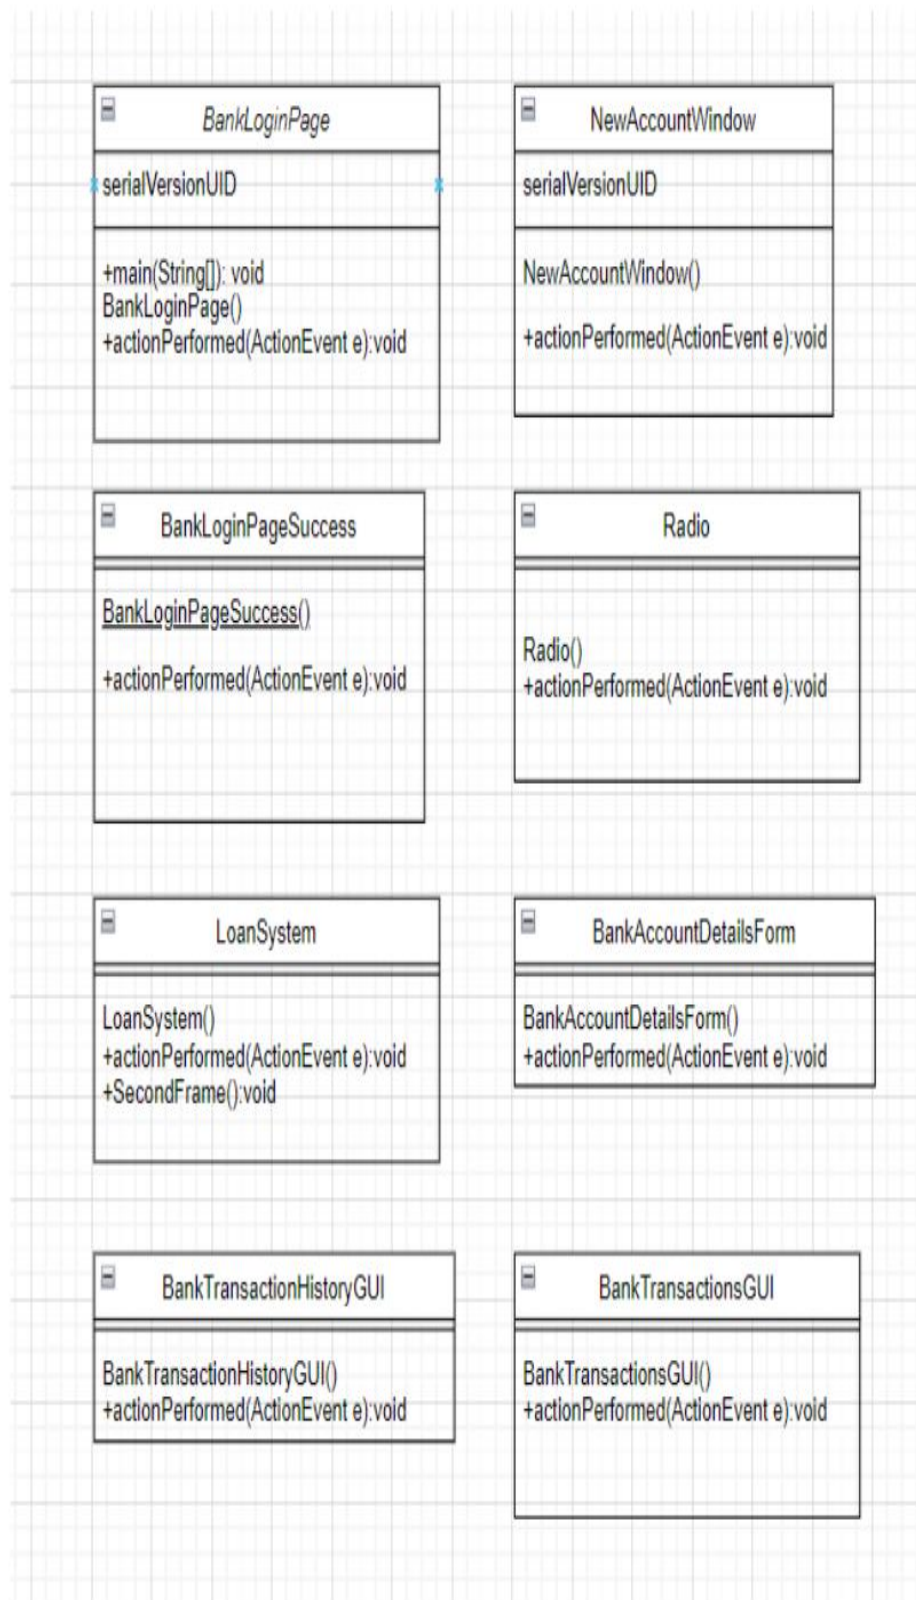 BankLoginPage
serialVersionUID
+main(String[]): void
BankLoginPage()
+actionPerformed(ActionEvent e):void
NewAccountWindow
serialVersionUID
NewAccountWindow()
+actionPerformed(ActionEvent e):void
BankLoginPageSuccess
BankLoginPageSuccess()
+actionPerformed(ActionEvent e):void
Radio
Radio()
+actionPerformed(ActionEvent e):void
LoanSystem
LoanSystem()
+actionPerformed(ActionEvent e):void
+SecondFrame():void
BankAccountDetailsForm
BankAccountDetailsForm()
+actionPerformed(ActionEvent e):void
BankTransactionHistoryGUI
BankTransactionHistoryGUI()
+actionPerformed(ActionEvent e):void
BankTransactionsGUI
BankTransactionsGUI()
+actionPerformed(ActionEvent e):void